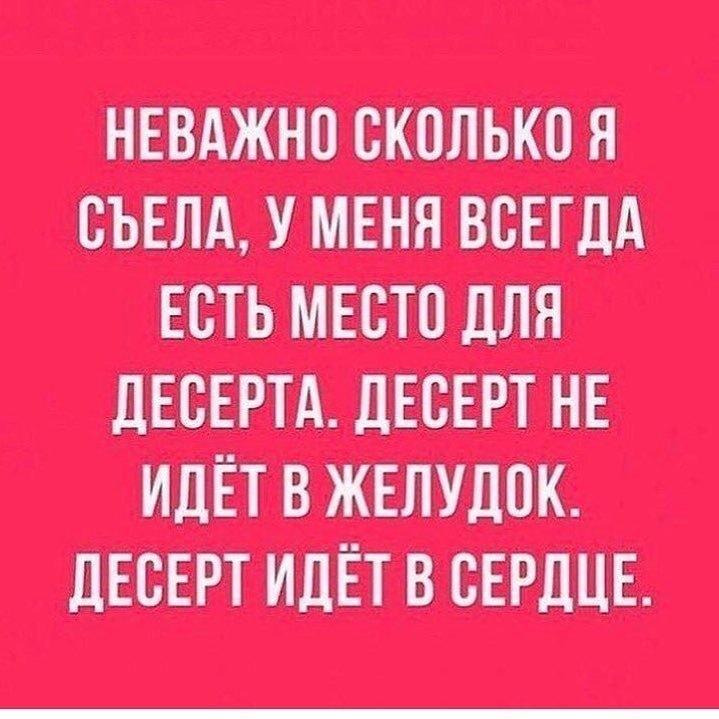 НЕВАЖНО СКОЛЬКО Я
СЪЕЛА, У МЕНЯ ВСЕГДА
ЕСТЬ МЕСТО ДЛЯ
ДЕСЕРТА. ДЕСЕРТ НЕ
ИДЁТ В ЖЕЛУДОК.
ДЕСЕРТ ИДЁТ В СЕРДЦЕ.